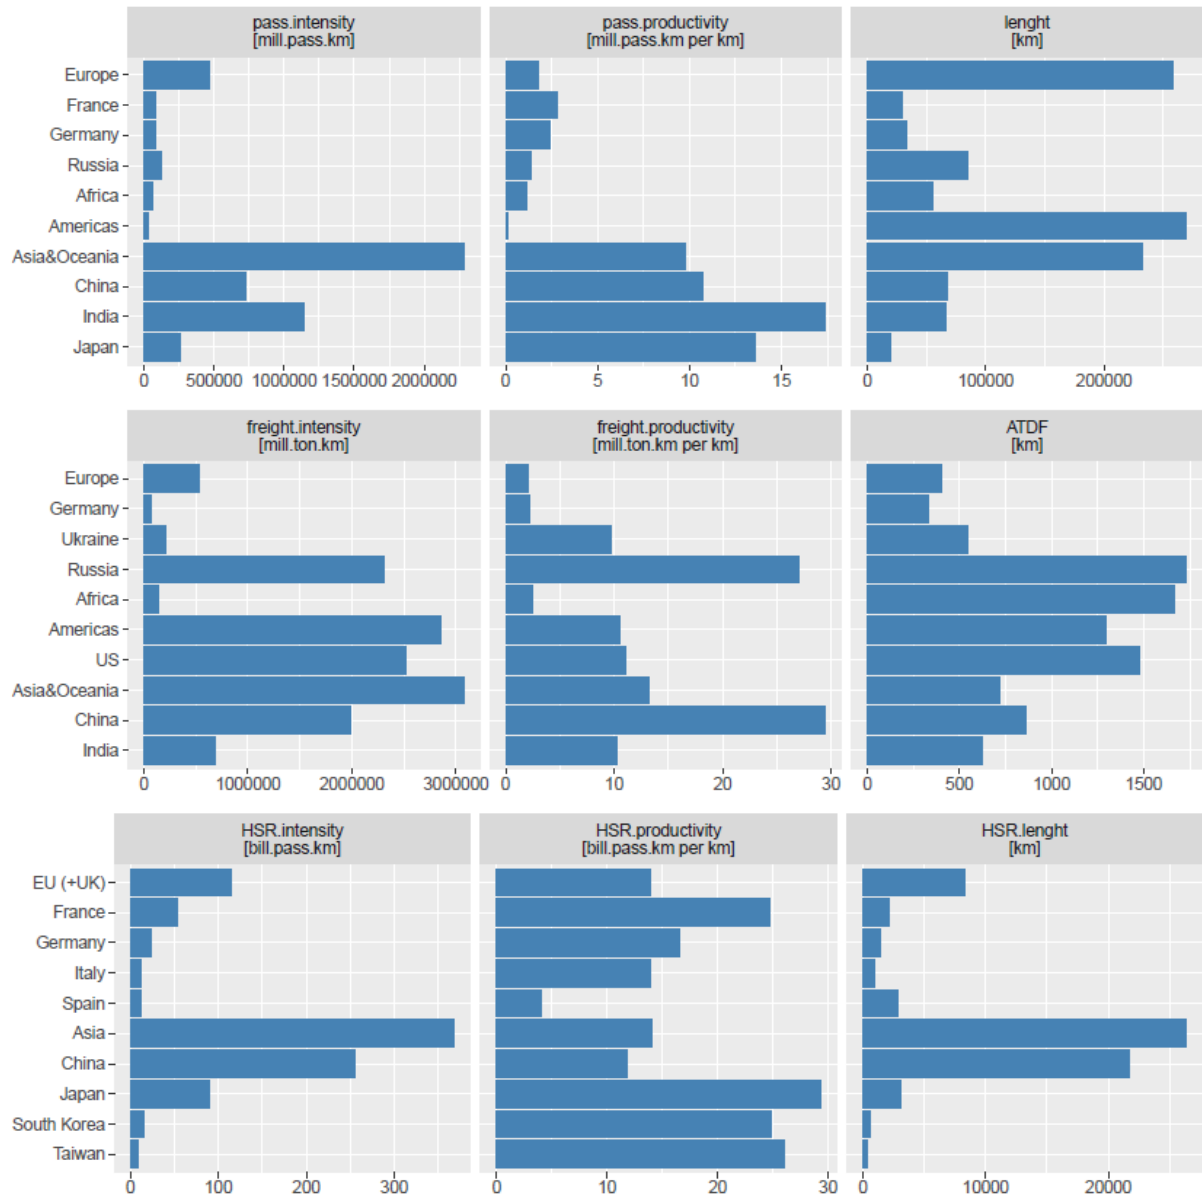 pass.intensity
[mill.pass.km]
pass.productivity
[mill.pass.km per km]
lenght
[km]
Europe
France
Germany
Russia
Africa
Americas
Asia&Oceania
China
India
Japan
0 500000 1000000 1500000 2000000
0 5 10 15
0 100000 200000
freight.intensity
[mill.ton.km]
freight.productivity
[mill.ton.km per km]
ATDF
[km]
Europe
Germany
Ukraine
Russia
Africa
Americas
US
Asia&Oceania
China
India
0 1000000 2000000 3000000
0 10 20 30
0 500 1000 1500
HSR.intensity
[bill.pass.km]
HSR.productivity
[bill.pass.km per km]
HSR.lenght
[km]
EU (+UK)
France
Germany
Italy
Spain
Asia
China
Japan
South Korea
Taiwan
0 100 200 300
0 10 20 30
0 10000 20000